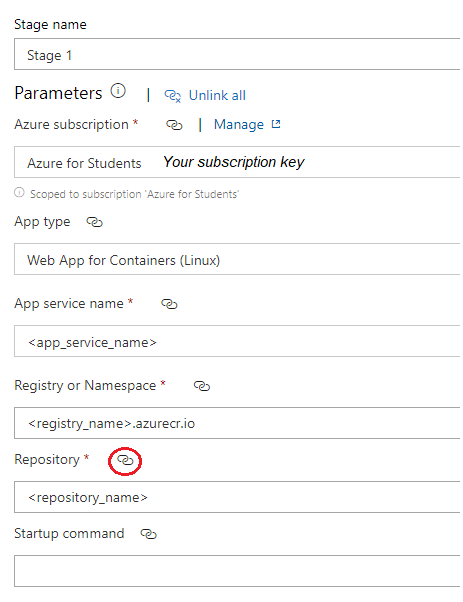 Stage name
Stage 1
Parameters | Unlink all
Azure subscription * | Manage
Azure for Students Your subscription key
Scoped to subscription 'Azure for Students'
App type
Web App for Containers (Linux)
App service name *
<app_service_name>
Registry or Namespace *
<registry_name>.azurecr.io
Repository *
<repository_name>
Startup command